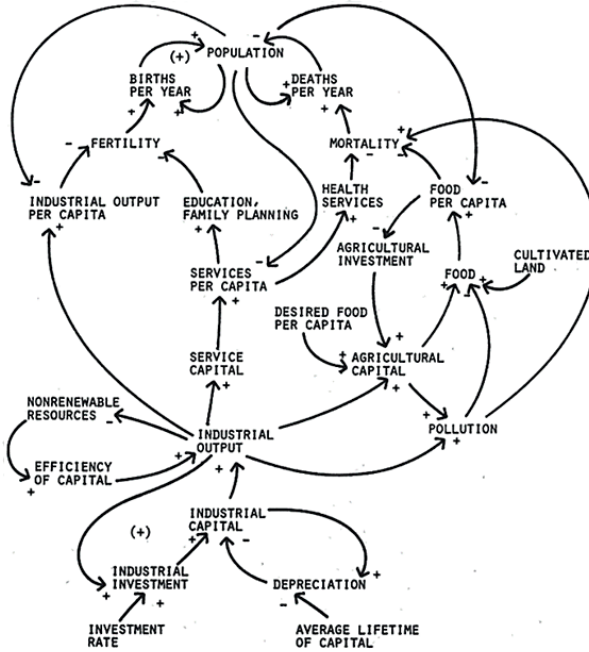 POPULATION
(+)
BIRTHS
PER YEAR
DEATHS
PER YEAR
FERTILITY
MORTALITY
INDUSTRIAL OUTPUT
PER CAPITA
EDUCATION,
FAMILY PLANNING
HEALTH
SERVICES
FOOD
PER CAPITA
AGRICULTURAL
INVESTMENT
CULTIVATED
LAND
SERVICES
PER CAPITA
FOOD
DESIRED FOOD
PER CAPITA
SERVICE
CAPITAL
AGRICULTURAL
CAPITAL
NONRENEWABLE
RESOURCES
POLLUTION
INDUSTRIAL
OUTPUT
EFFICIENCY
OF CAPITAL
INDUSTRIAL
CAPITAL
(+)
INDUSTRIAL
INVESTMENT
DEPRECIATION
INVESTMENT
RATE
AVERAGE LIFETIME
OF CAPITAL